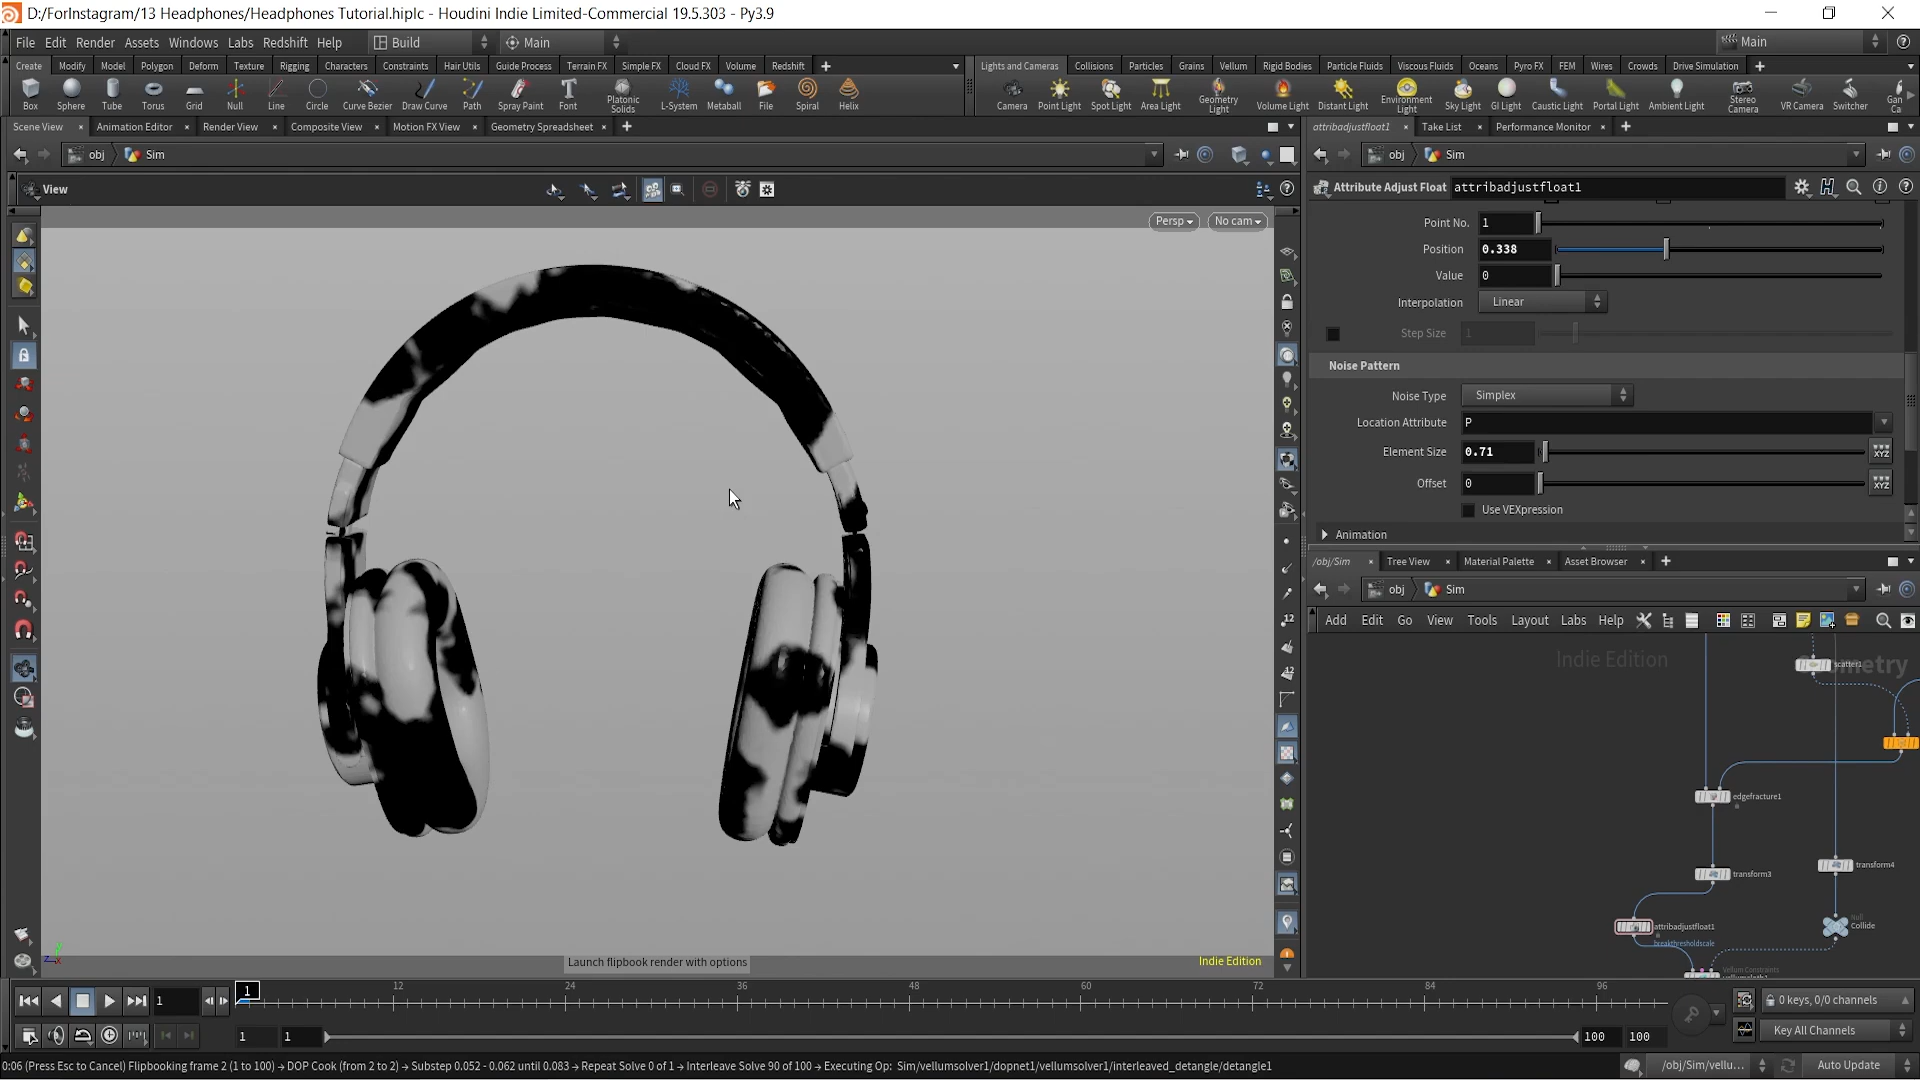 D:/ForInstagram/13 Headphones/Headphones Tutorial.hiplc - Houdini Indie Limited-Commercial 19.5.303 - Py3.9
File Edit Render Assets Windows Labs Redshift Help Build Main Main
Create Modify Model Polygon Deform Texture Rigging Characters Constraints Hair Utils Guide Process Terrain FX Simple FX Cloud FX Volume Redshift
Lights and Cameras Collisions Particles Grains Vellum Rigid Bodies Particle Fluids Viscous Fluids Oceans Pyro FX FEM Wires Crowds Drive Simulation
Box Sphere Tube Torus Grid Null Line Circle Curve Bezier Draw Curve Path Spray Paint Font Platonic Solids L-System Metaball File Spiral Helix
Camera Point Light Spot Light Area Light Geometry Light Volume Light Distant Light Environment Light Sky Light GI Light Caustic Light Portal Light Ambient Light Stereo Camera VR Camera Switcher Gan Ca
Scene View Animation Editor Render View Composite View Motion FX View Geometry Spreadsheet
attribadjustfloat1 Take List Performance Monitor
obj Sim
obj Sim
View
Attribute Adjust Float attribadjustfloat1
Persp No cam
Point No. 1
Position 0.338
Value 0
Interpolation Linear
Step Size 1
Noise Pattern
Noise Type Simplex
Location Attribute P
Element Size 0.71
Offset 0
Use VEXpression
Animation
/obj/Sim Tree View Material Palette Asset Browser
obj Sim
Add Edit Go View Tools Layout Labs Help
Indie Edition
scatter1
edgefracture1
transform4
transform3
attribadjustfloat1
breakthresholdscale
Null
Collide
Vellum Constraints
Launch flipbook render with options
Indie Edition
1 1 12 24 36 48 60 72 84 96
0 keys, 0/0 channels
1 1 100 100
Key All Channels
0:06 (Press Esc to Cancel) Flipbooking frame 2 (1 to 100) → DOP Cook (from 2 to 2) → Substep 0.052 - 0.062 until 0.083 → Repeat Solve 0 of 1 → Interleave Solve 90 of 100 → Executing Op: Sim/vellumsolver1/dopnet1/vellumsolver1/interleaved_detangle/detangle1
/obj/Sim/vellu... Auto Update